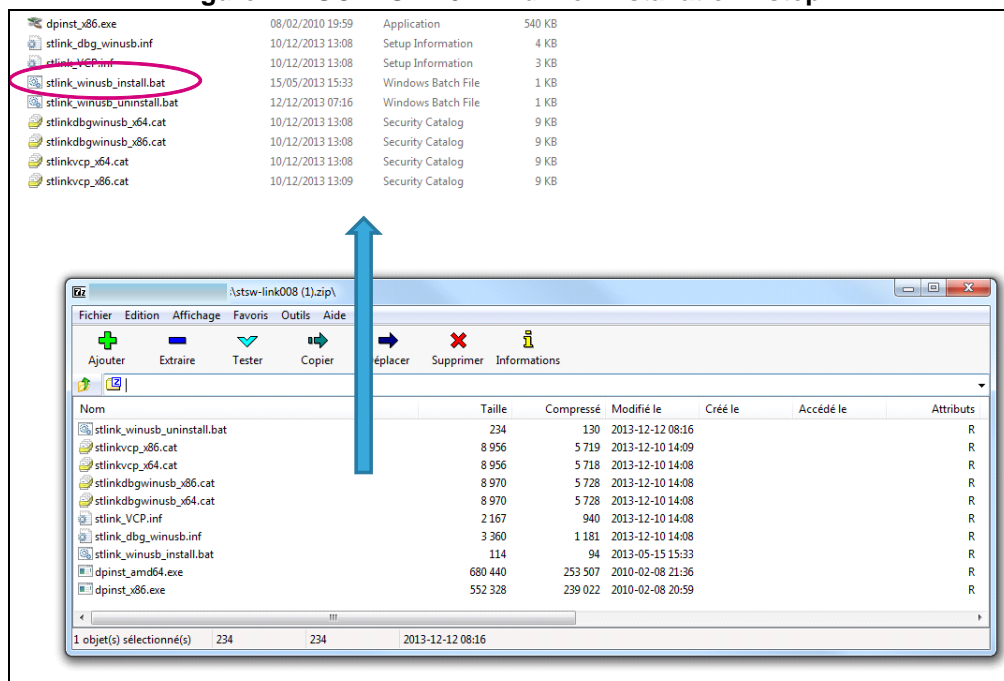 dpinst_x86.exe 08/02/2010 19:59 Application 540 KB
stlink_dbg_winusb.inf 10/12/2013 13:08 Setup Information 4 KB
stlink_VCP.inf 10/12/2013 13:08 Setup Information 3 KB
stlink_winusb_install.bat 15/05/2013 15:33 Windows Batch File 1 KB
stlink_winusb_uninstall.bat 12/12/2013 07:16 Windows Batch File 1 KB
stlinkdbgwinusb_x64.cat 10/12/2013 13:08 Security Catalog 9 KB
stlinkdbgwinusb_x86.cat 10/12/2013 13:08 Security Catalog 9 KB
stlinkvcp_x64.cat 10/12/2013 13:08 Security Catalog 9 KB
stlinkvcp_x86.cat 10/12/2013 13:09 Security Catalog 9 KB
\stsw-link008 (1).zip\
Fichier Edition Affichage Favoris Outils Aide
Ajouter Extraire Tester Copier éplacer Supprimer Informations
Nom Taille Compressé Modifié le Créé le Accédé le Attributs
stlink_winusb_uninstall.bat 234 130 2013-12-12 08:16 R
stlinkvcp_x86.cat 8 956 5 719 2013-12-10 14:09 R
stlinkvcp_x64.cat 8 956 5 718 2013-12-10 14:08 R
stlinkdbgwinusb_x86.cat 8 970 5 728 2013-12-10 14:08 R
stlinkdbgwinusb_x64.cat 8 970 5 728 2013-12-10 14:08 R
stlink_VCP.inf 2 167 940 2013-12-10 14:08 R
stlink_dbg_winusb.inf 3 360 1 181 2013-12-10 14:08 R
stlink_winusb_install.bat 114 94 2013-05-15 15:33 R
dpinst_amd64.exe 680 440 253 507 2010-02-08 21:36 R
dpinst_x86.exe 552 328 239 022 2010-02-08 20:59 R
1 objet(s) sélectionné(s) 234 234 2013-12-12 08:16